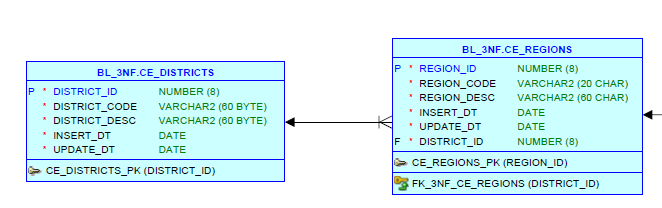 BL_3NF.CE_DISTRICTS
P * DISTRICT_ID NUMBER (8)
* DISTRICT_CODE VARCHAR2 (60 BYTE)
* DISTRICT_DESC VARCHAR2 (60 BYTE)
* INSERT_DT DATE
* UPDATE_DT DATE
CE_DISTRICTS_PK (DISTRICT_ID)
BL_3NF.CE_REGIONS
P * REGION_ID NUMBER (8)
* REGION_CODE VARCHAR2 (20 CHAR)
* REGION_DESC VARCHAR2 (60 CHAR)
* INSERT_DT DATE
* UPDATE_DT DATE
F * DISTRICT_ID NUMBER (8)
CE_REGIONS_PK (REGION_ID)
FK_3NF_CE_REGIONS (DISTRICT_ID)